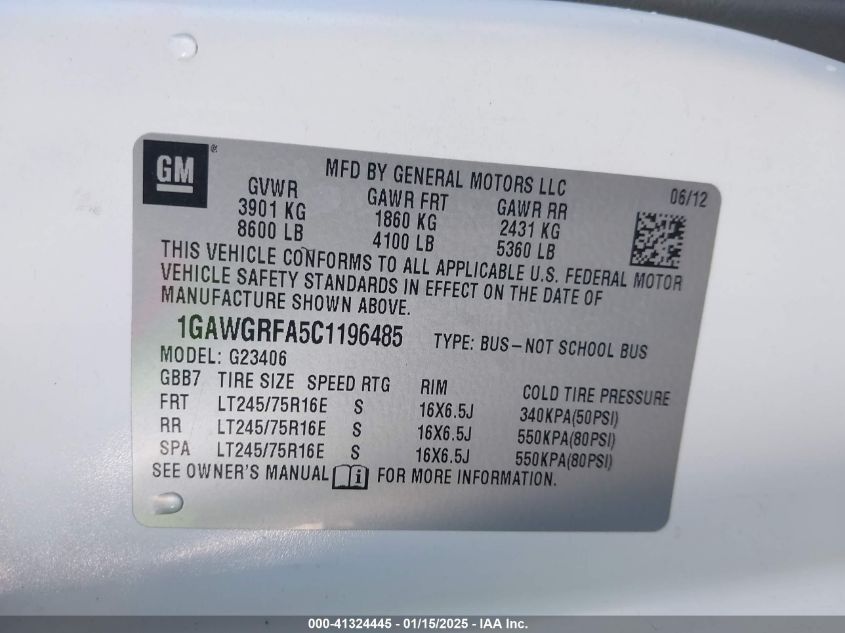 GM®
MFD BY GENERAL MOTORS LLC
06/12
GVWR GAWR FRT GAWR RR
3901 KG 1860 KG 2431 KG
8600 LB 4100 LB 5360 LB
THIS VEHICLE CONFORMS TO ALL APPLICABLE U.S. FEDERAL MOTOR
VEHICLE SAFETY STANDARDS IN EFFECT ON THE DATE OF
MANUFACTURE SHOWN ABOVE.
1GAWGRFA5C1196485 TYPE: BUS–NOT SCHOOL BUS
MODEL: G23406
GBB7 TIRE SIZE SPEED RTG RIM COLD TIRE PRESSURE
FRT LT245/75R16E S 16X6.5J 340KPA(50PSI)
RR LT245/75R16E S 16X6.5J 550KPA(80PSI)
SPA LT245/75R16E S 16X6.5J 550KPA(80PSI)
SEE OWNER'S MANUAL i FOR MORE INFORMATION.
000-41324445 - 01/15/2025 - IAA Inc.